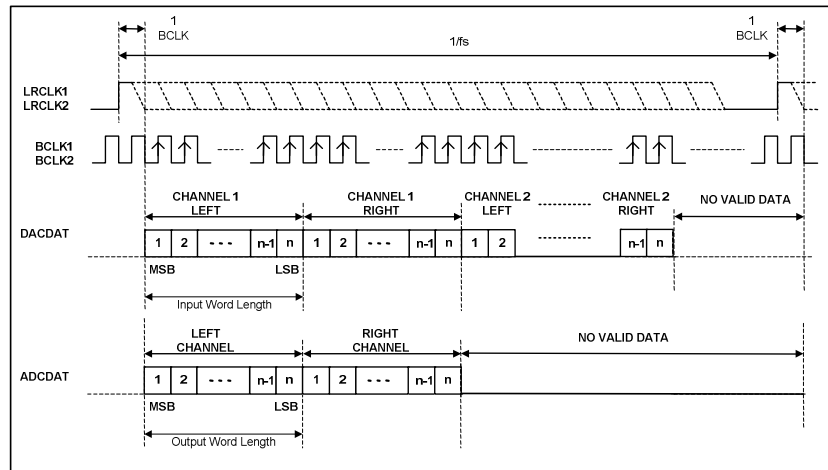 1
BCLK
1/fs
1
BCLK
LRCLK1
LRCLK2
BCLK1
BCLK2
CHANNEL 1
LEFT
CHANNEL 1
RIGHT
CHANNEL 2
LEFT
CHANNEL 2
RIGHT
NO VALID DATA
DACDAT
1 2 - - - n-1 n 1 2 - - - n-1 n 1 2 n-1 n
MSB LSB
Input Word Length
LEFT
CHANNEL
RIGHT
CHANNEL
NO VALID DATA
ADCDAT
1 2 - - - n-1 n 1 2 - - - n-1 n
MSB LSB
Output Word Length